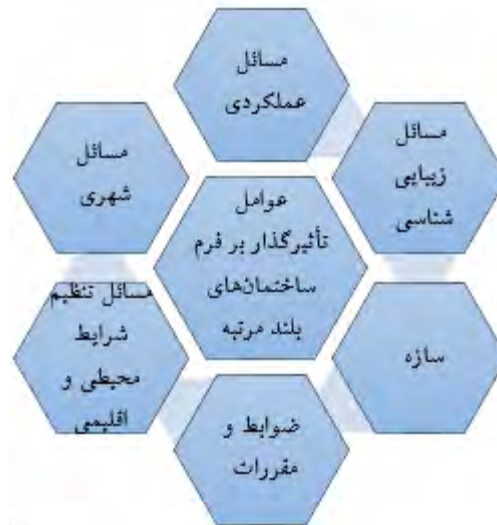 مسائل
عملکردی
مسائل
زیبایی
شناسی
مسائل
شهری
عوامل
تأثیرگذار بر فرم
ساختمان‌های
بلند مرتبه
مسائل تنظیم
شرایط
محیطی و
اقلیمی
سازه
ضوابط و
مقررات